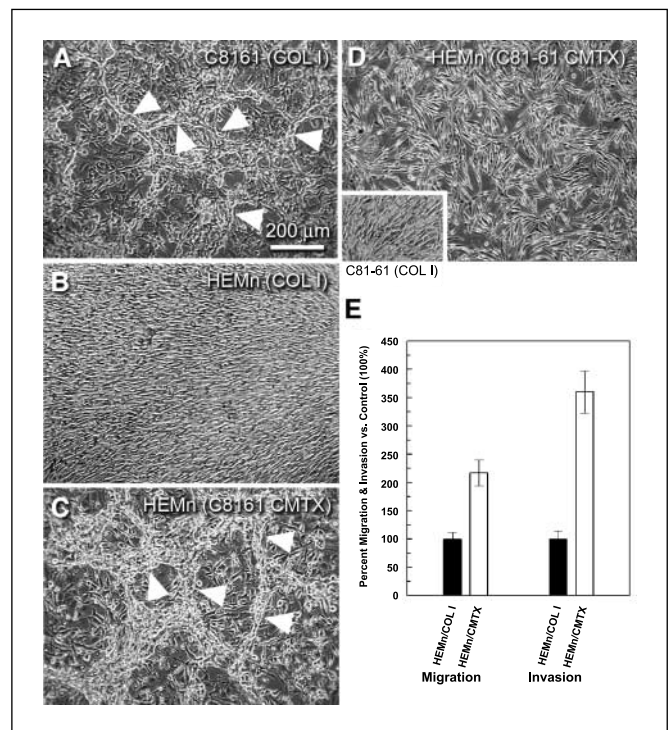 A
C8161 (COL I)
200 µm
B
HEMn (COL I)
C
HEMn (C8161 CMTX)
D
HEMn (C81-61 CMTX)
C81-61 (COL I)
E
Percent Migration & Invasion vs. Control (100%)
450
400
350
300
250
200
150
100
50
0
HEMn/COL I
HEMn/CMTX
HEMn/COL I
HEMn/CMTX
Migration
Invasion